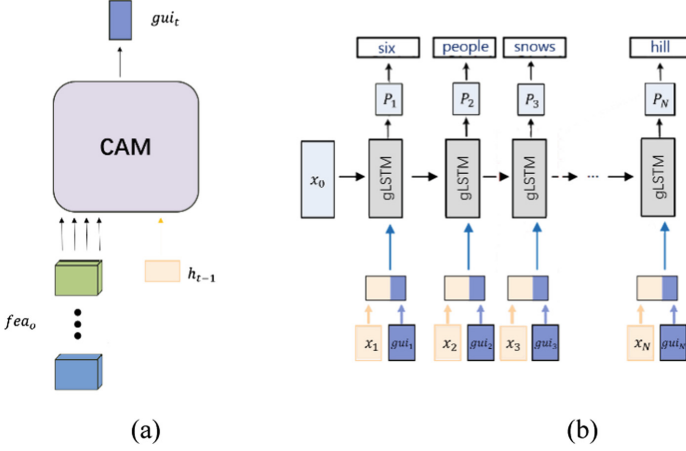 gui_t
CAM
h_{t-1}
fea_o
(a)
six people snows hill
P_1 P_2 P_3 P_N
x_0 gLSTM gLSTM gLSTM ... gLSTM
x_1 gui_1 x_2 gui_2 x_3 gui_3 x_N gui_N
(b)